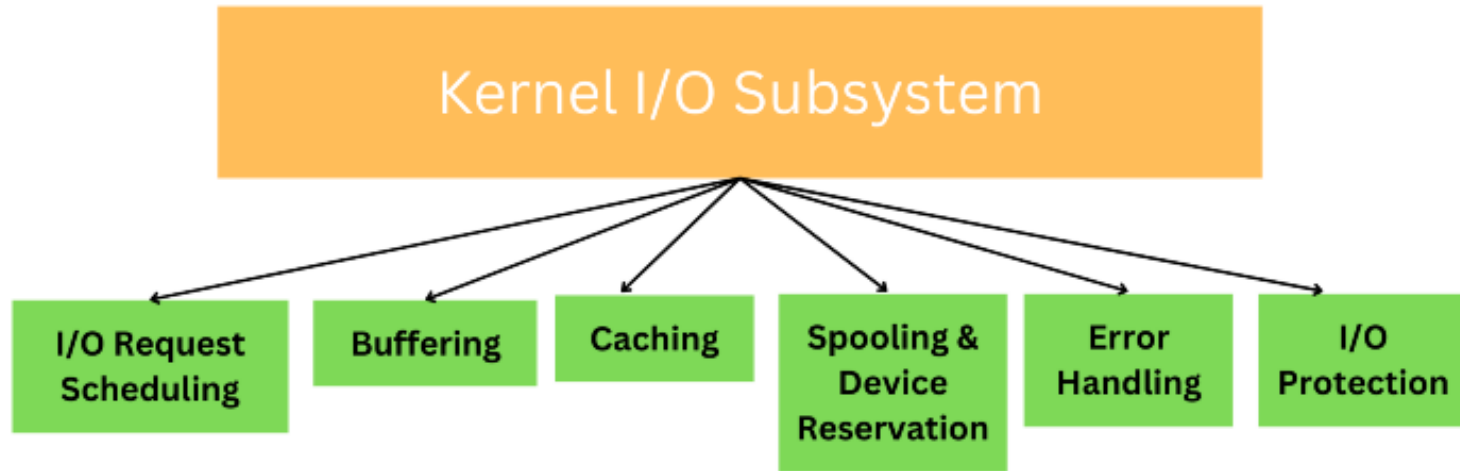 Kernel I/O Subsystem
I/O Request
Scheduling
Buffering
Caching
Spooling &
Device
Reservation
Error
Handling
I/O
Protection